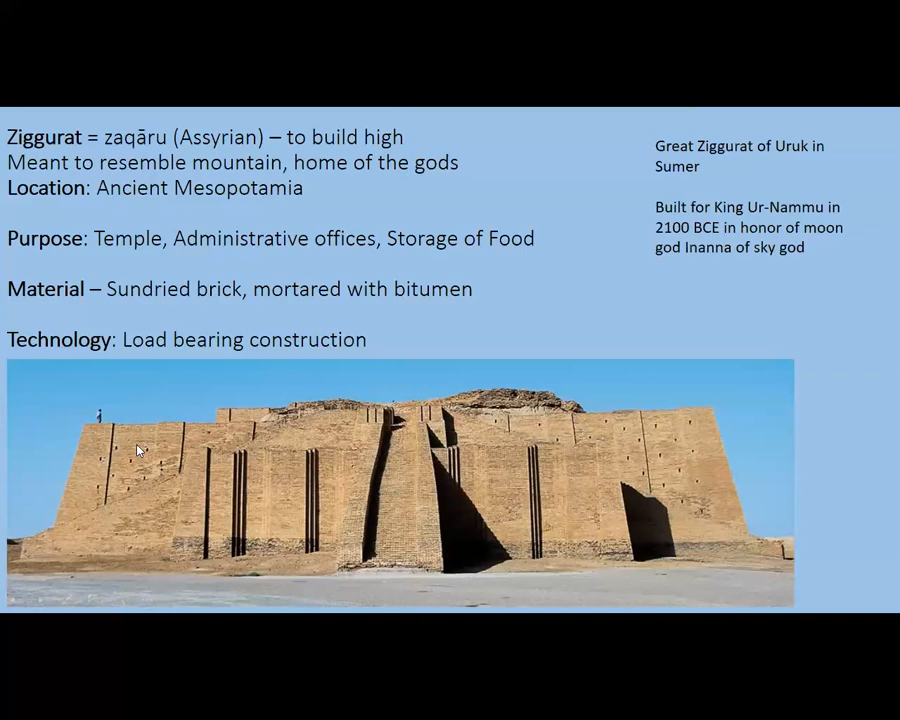 Ziggurat = zaqāru (Assyrian) – to build high
Meant to resemble mountain, home of the gods
Location: Ancient Mesopotamia
Purpose: Temple, Administrative offices, Storage of Food
Material – Sundried brick, mortared with bitumen
Technology: Load bearing construction
Great Ziggurat of Uruk in
Sumer
Built for King Ur-Nammu in
2100 BCE in honor of moon
god Inanna of sky god